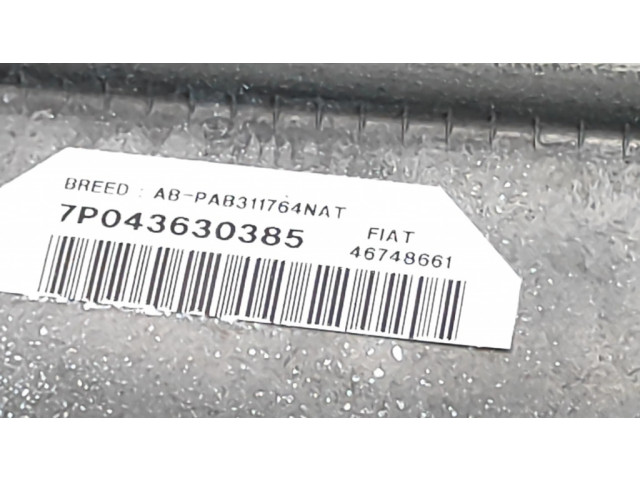 BREED : AB-PAB311764NAT
7P043630385
FIAT
46748661